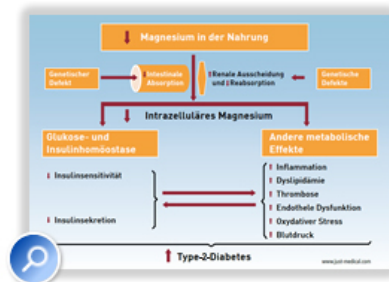 Magnesium in der Nahrung
Genetischer
Defekt
Intestinale
Absorption
Renale Ausscheidung
und Reabsorption
Genetische
Defekte
Intrazelluläres Magnesium
Glukose- und
Insulinhomöostase
Andere metabolische
Effekte
Insulinsensitivität
Insulinsekretion
Inflammation
Dyslipidämie
Thrombose
Endothele Dysfunktion
Oxydativer Stress
Blutdruck
Type-2-Diabetes
www.just-medical.com